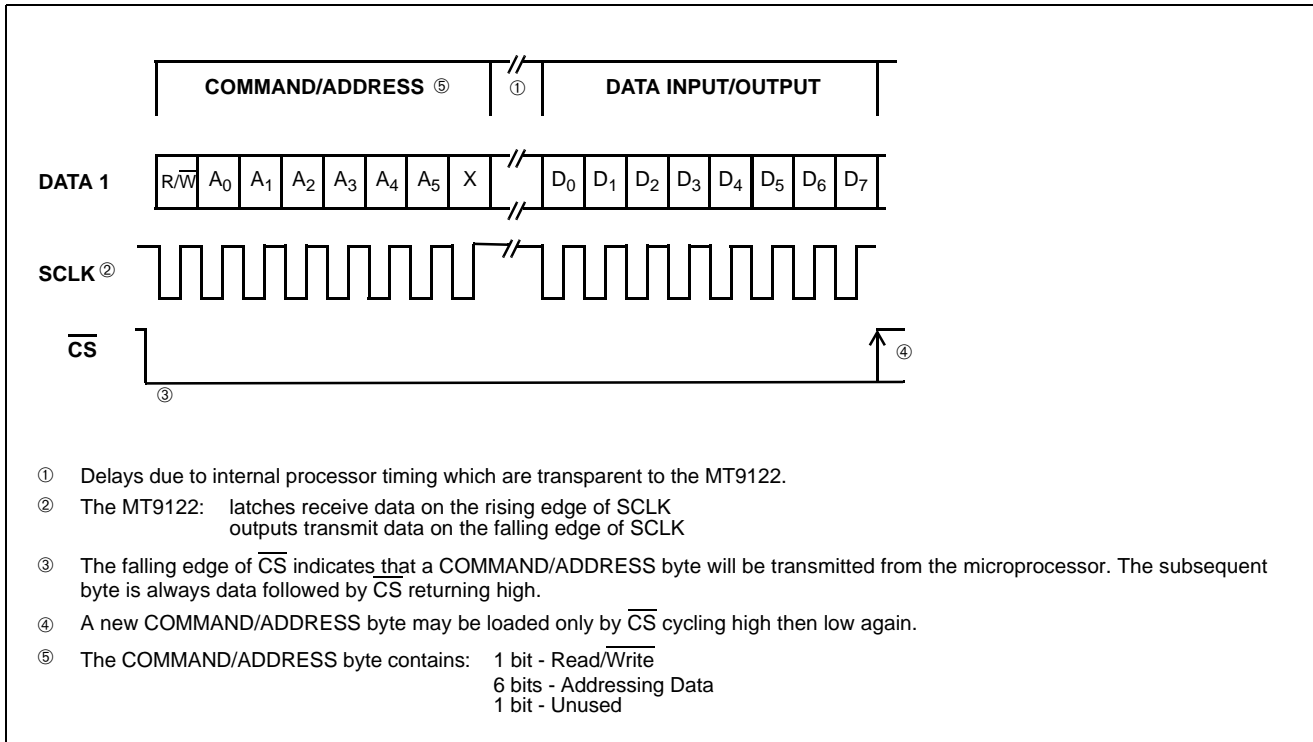 COMMAND/ADDRESS ⑤ ① DATA INPUT/OUTPUT
DATA 1 R/W̅ A₀ A₁ A₂ A₃ A₄ A₅ X D₀ D₁ D₂ D₃ D₄ D₅ D₆ D₇
SCLK ②
C̅S̅ ④
③
① Delays due to internal processor timing which are transparent to the MT9122.
② The MT9122: latches receive data on the rising edge of SCLK
outputs transmit data on the falling edge of SCLK
③ The falling edge of C̅S̅ indicates that a COMMAND/ADDRESS byte will be transmitted from the microprocessor. The subsequent
byte is always data followed by C̅S̅ returning high.
④ A new COMMAND/ADDRESS byte may be loaded only by C̅S̅ cycling high then low again.
⑤ The COMMAND/ADDRESS byte contains: 1 bit - Read/W̅r̅i̅t̅e̅
6 bits - Addressing Data
1 bit - Unused